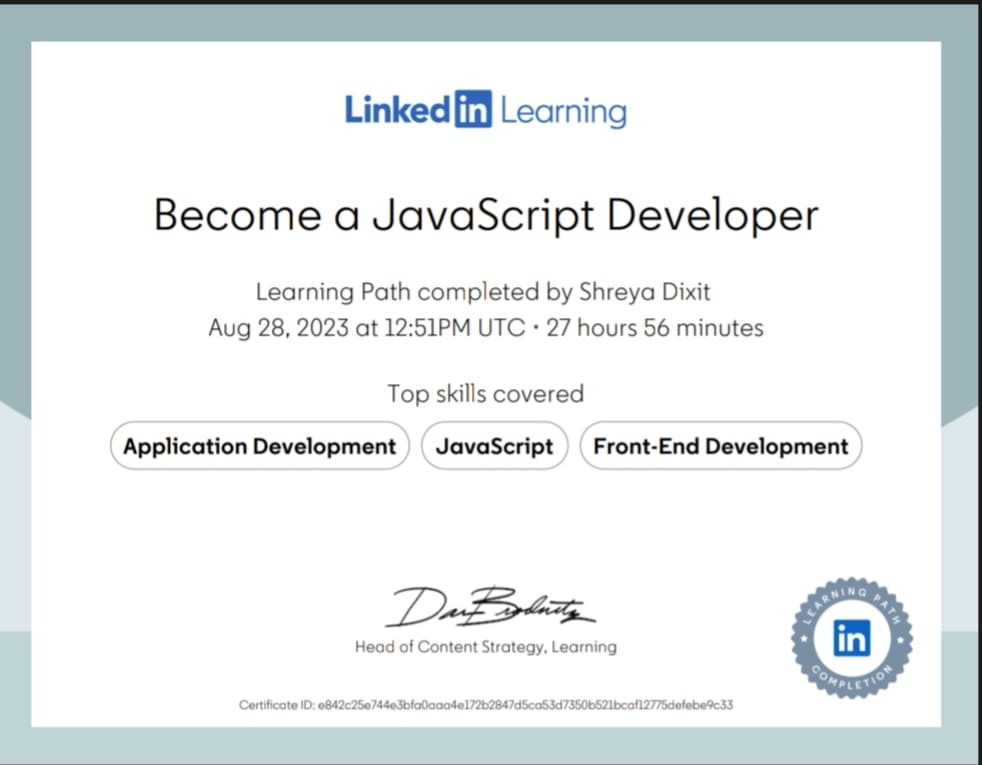 Linked in Learning
Become a JavaScript Developer
Learning Path completed by Shreya Dixit
Aug 28, 2023 at 12:51PM UTC • 27 hours 56 minutes
Top skills covered
Application Development JavaScript Front-End Development
Dan Brodnitz
Head of Content Strategy, Learning
LEARNING PATH
in
COMPLETION
Certificate ID: e842c25e744e3bfa0aaa4e172b2847d5ca53d7350b521bcaf12775defebe9c33